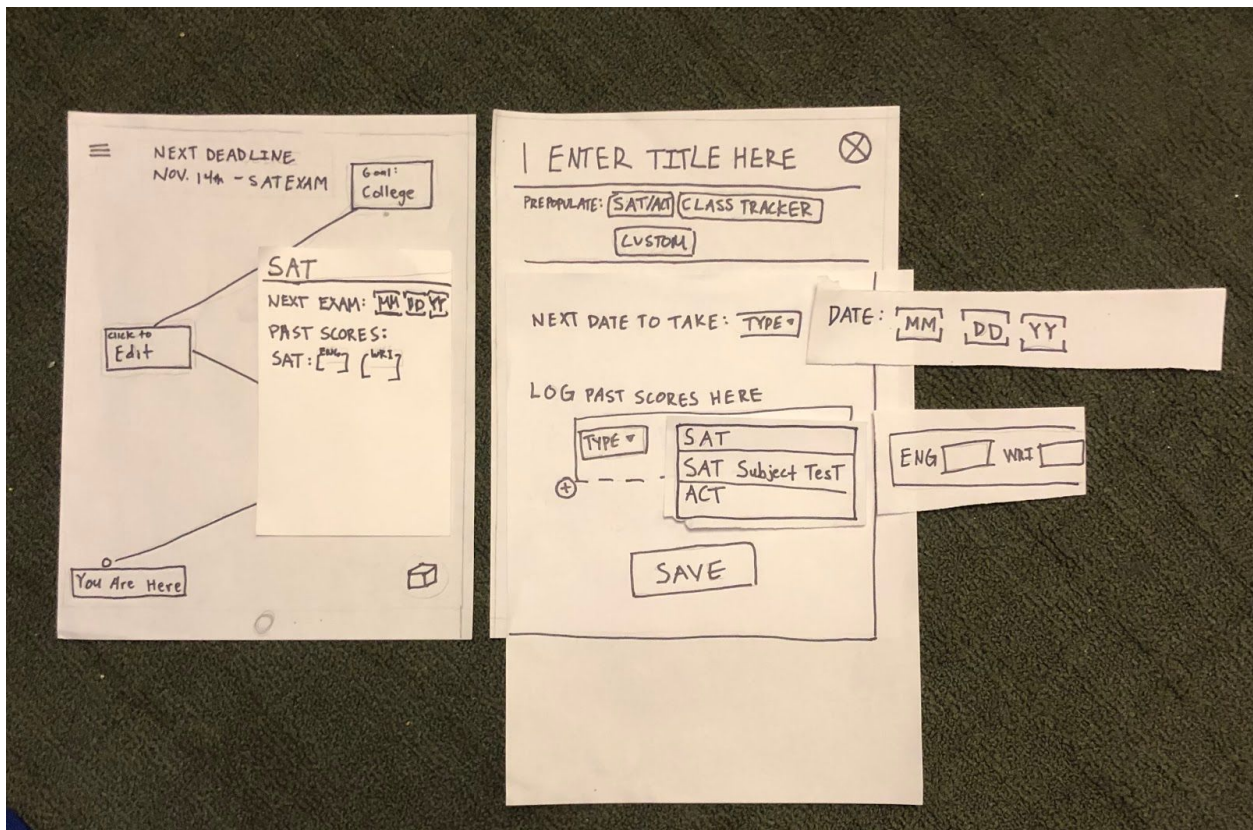 NEXT DEADLINE
NOV. 14th - SAT EXAM
Goal:
College
SAT
NEXT EXAM: MM DD YY
PAST SCORES:
SAT: ENG WRI
click to
Edit
You Are Here
| ENTER TITLE HERE
PREPOPULATE: SAT/ACT CLASS TRACKER
CUSTOM
NEXT DATE TO TAKE: TYPE
DATE: MM DD YY
LOG PAST SCORES HERE
TYPE
SAT
SAT Subject TesT
ACT
ENG WRI
SAVE